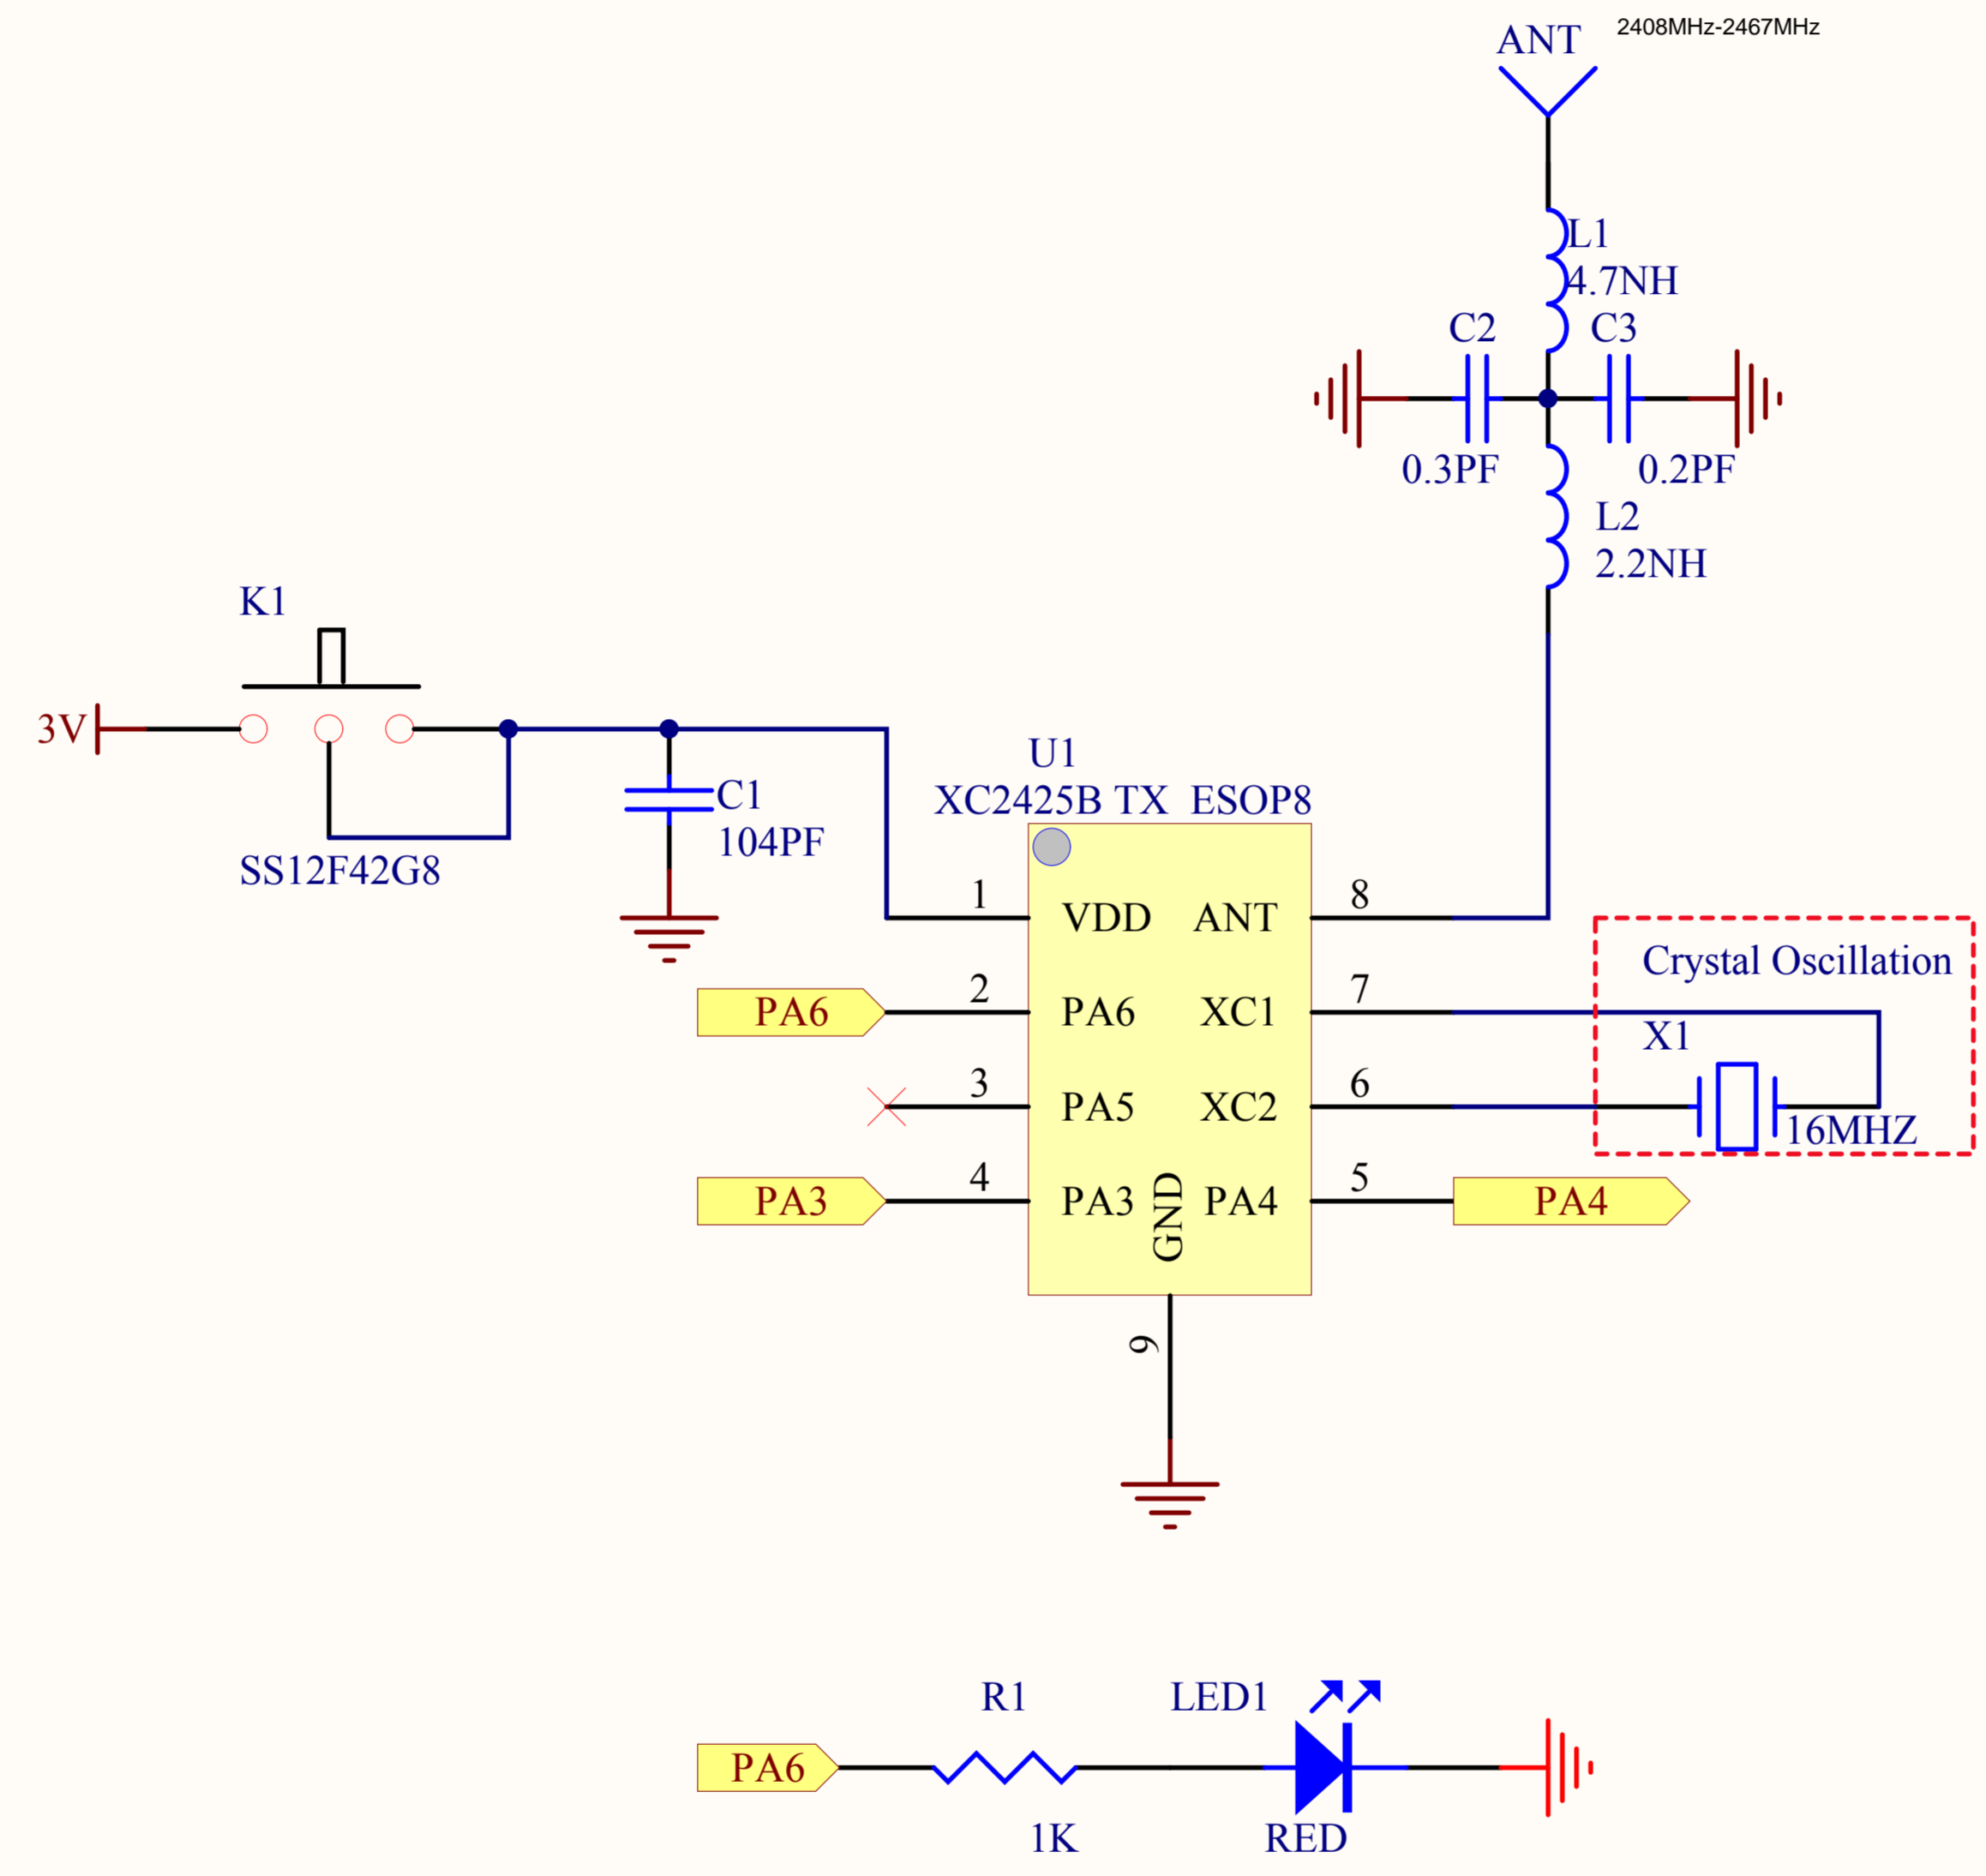 ANT 2408MHz-2467MHz
L1
4.7NH
C2 C3
0.3PF 0.2PF
L2
2.2NH
K1
3V
SS12F42G8
C1
104PF
U1
XC2425B TX ESOP8
1 VDD ANT 8
Crystal Oscillation
PA6 2 PA6 XC1 7
X1
3 PA5 XC2 6
16MHZ
PA3 4 PA3 GND PA4 5 PA4
9
R1 LED1
PA6
1K RED